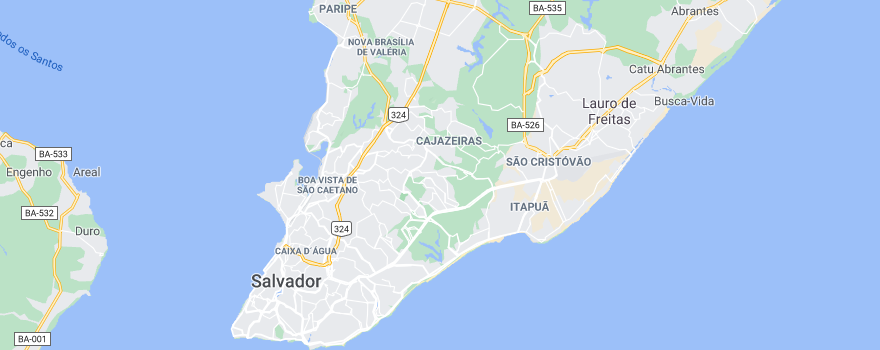 BA-535
PARIPE
Abrantes
NOVA BRASÍLIA
DE VALÉRIA
os Santos
Catu Abrantes
Busca-Vida
Lauro de
Freitas
324
BA-526
CAJAZEIRAS
ca
BA-533
SÃO CRISTÓVÃO
Engenho
Areal
BOA VISTA DE
SÃO CAETANO
BA-532
ITAPUÃ
Duro
324
CAIXA D´ÁGUA
Salvador
BA-001